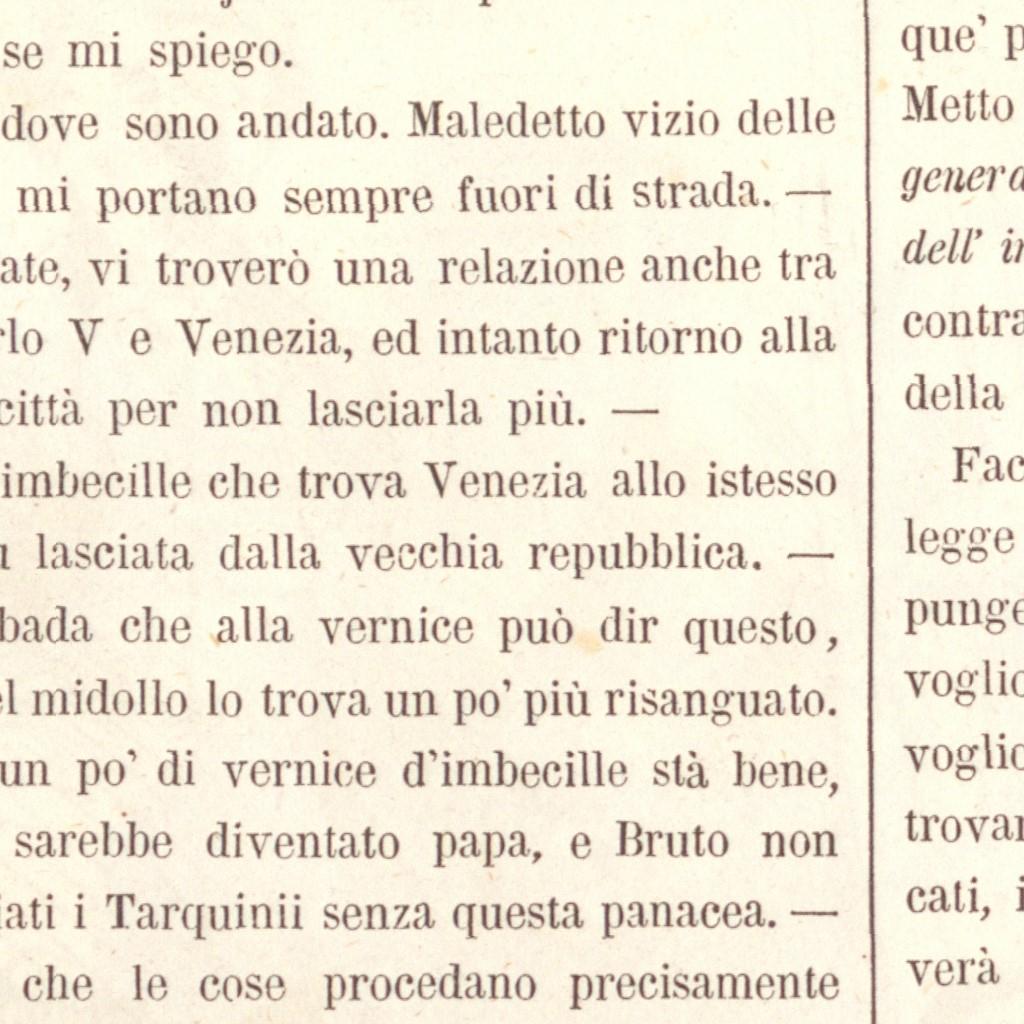 se mi spiego.
dove sono andato. Maledetto vizio delle
mi portano sempre fuori di strada. —
ate, vi troverò una relazione anche tra
rlo V e Venezia, ed intanto ritorno alla
città per non lasciarla più. —
imbecille che trova Venezia allo istesso
lasciata dalla vecchia repubblica. —
bada che alla vernice può dir questo,
el midollo lo trova un po' più risanguato.
un po' di vernice d'imbecille stà bene,
sarebbe diventato papa, e Bruto non
iati i Tarquinii senza questa panacea. —
che le cose procedano precisamente
que' p
Metto
genera
dell' in
contra
della
Fac
legge
punge
voglio
voglio
trovar
cati, i
verà